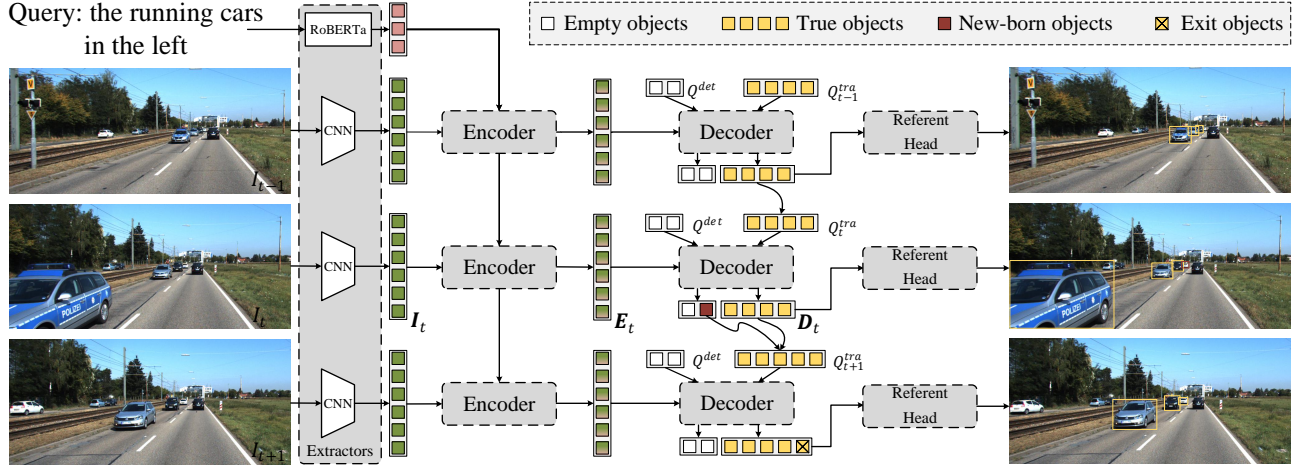 Query: the running cars
in the left
RoBERTa
Empty objects
True objects
New-born objects
Exit objects
V
I_{t-1}
CNN
Encoder
Q^{det}
Q^{tra}_{t-1}
Decoder
Referent
Head
POLIZEI
I_t
CNN
I_t
Encoder
E_t
Q^{det}
Q^{tra}_t
Decoder
D_t
Referent
Head
POLIZEI
I_{t+1}
CNN
Extractors
Encoder
Q^{det}
Q^{tra}_{t+1}
Decoder
Referent
Head